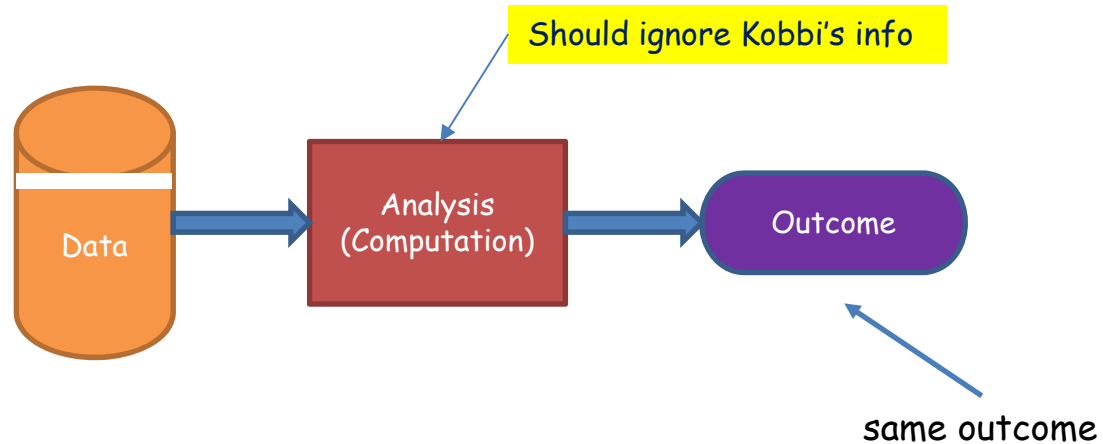 Should ignore Kobbi's info
Data
Analysis
(Computation)
Outcome
same outcome